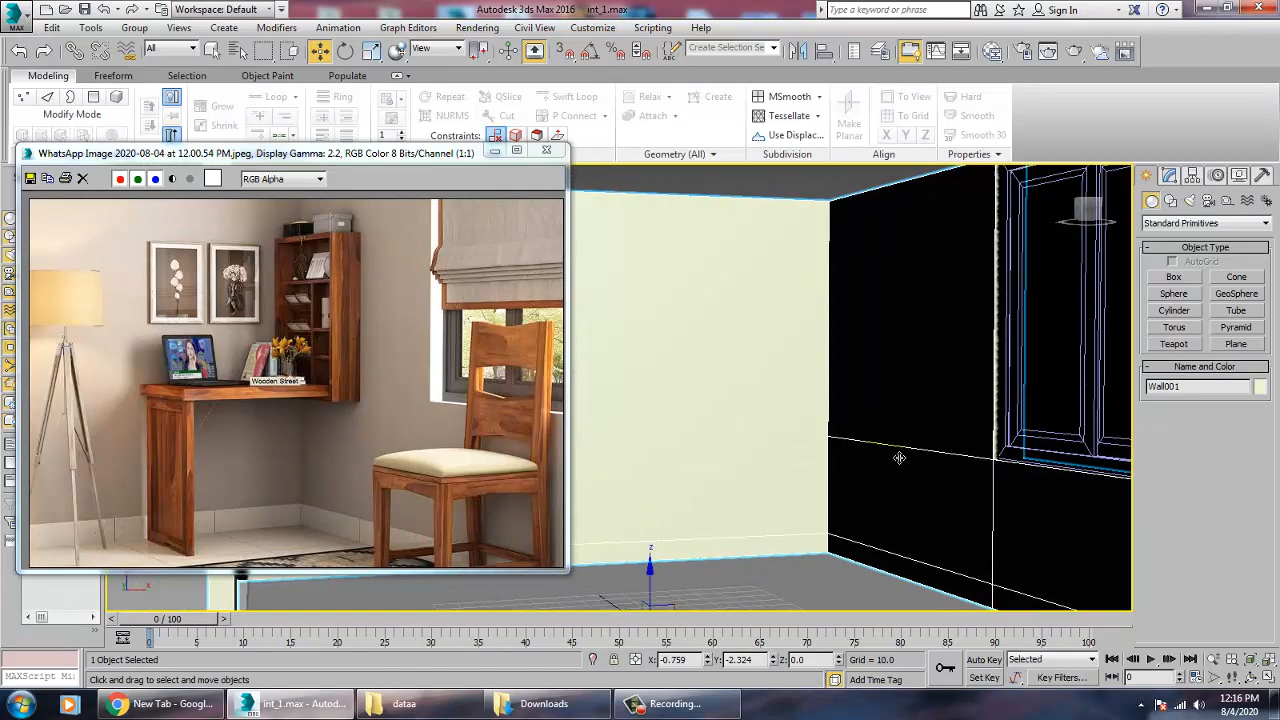 Workspace: Default
Autodesk 3ds Max 2016 int_1.max
Type a keyword or phrase
Sign In
MAX
Edit Tools Group Views Create Modifiers Animation Graph Editors Rendering Civil View Customize Scripting Help
All
View
Create Selection Se
Modeling Freeform Selection Object Paint Populate
Grow
Shrink
Loop
Ring
Repeat QSlice Swift Loop
NURMS Cut P Connect
Relax Create
Attach
MSmooth
Tessellate
Use Displac...
Make Planar
To View
To Grid
X Y Z
Hard
Smooth
Smooth 30
Modify Mode
1
Constraints:
Geometry (All)
Subdivision
Align
Properties
WhatsApp Image 2020-08-04 at 12.00.54 PM.jpeg, Display Gamma: 2.2, RGB Color 8 Bits/Channel (1:1)
RGB Alpha
Wooden Street
z
y
x
Standard Primitives
Object Type
AutoGrid
Box Cone
Sphere GeoSphere
Cylinder Tube
Torus Pyramid
Teapot Plane
Name and Color
Wall001
0 / 100
0 5 10 15 20 25 30 35 40 45 50 55 60 65 70 75 80 85 90 95 100
1 Object Selected
X: -0.759 Y: -2.324 Z: 0.0
Grid = 10.0
Auto Key Selected
MAXScript Mi:
Click and drag to select and move objects
Add Time Tag
Set Key Key Filters...
0
New Tab - Googl...
int_1.max - Autod...
dataa
Downloads
Recording...
12:16 PM
8/4/2020